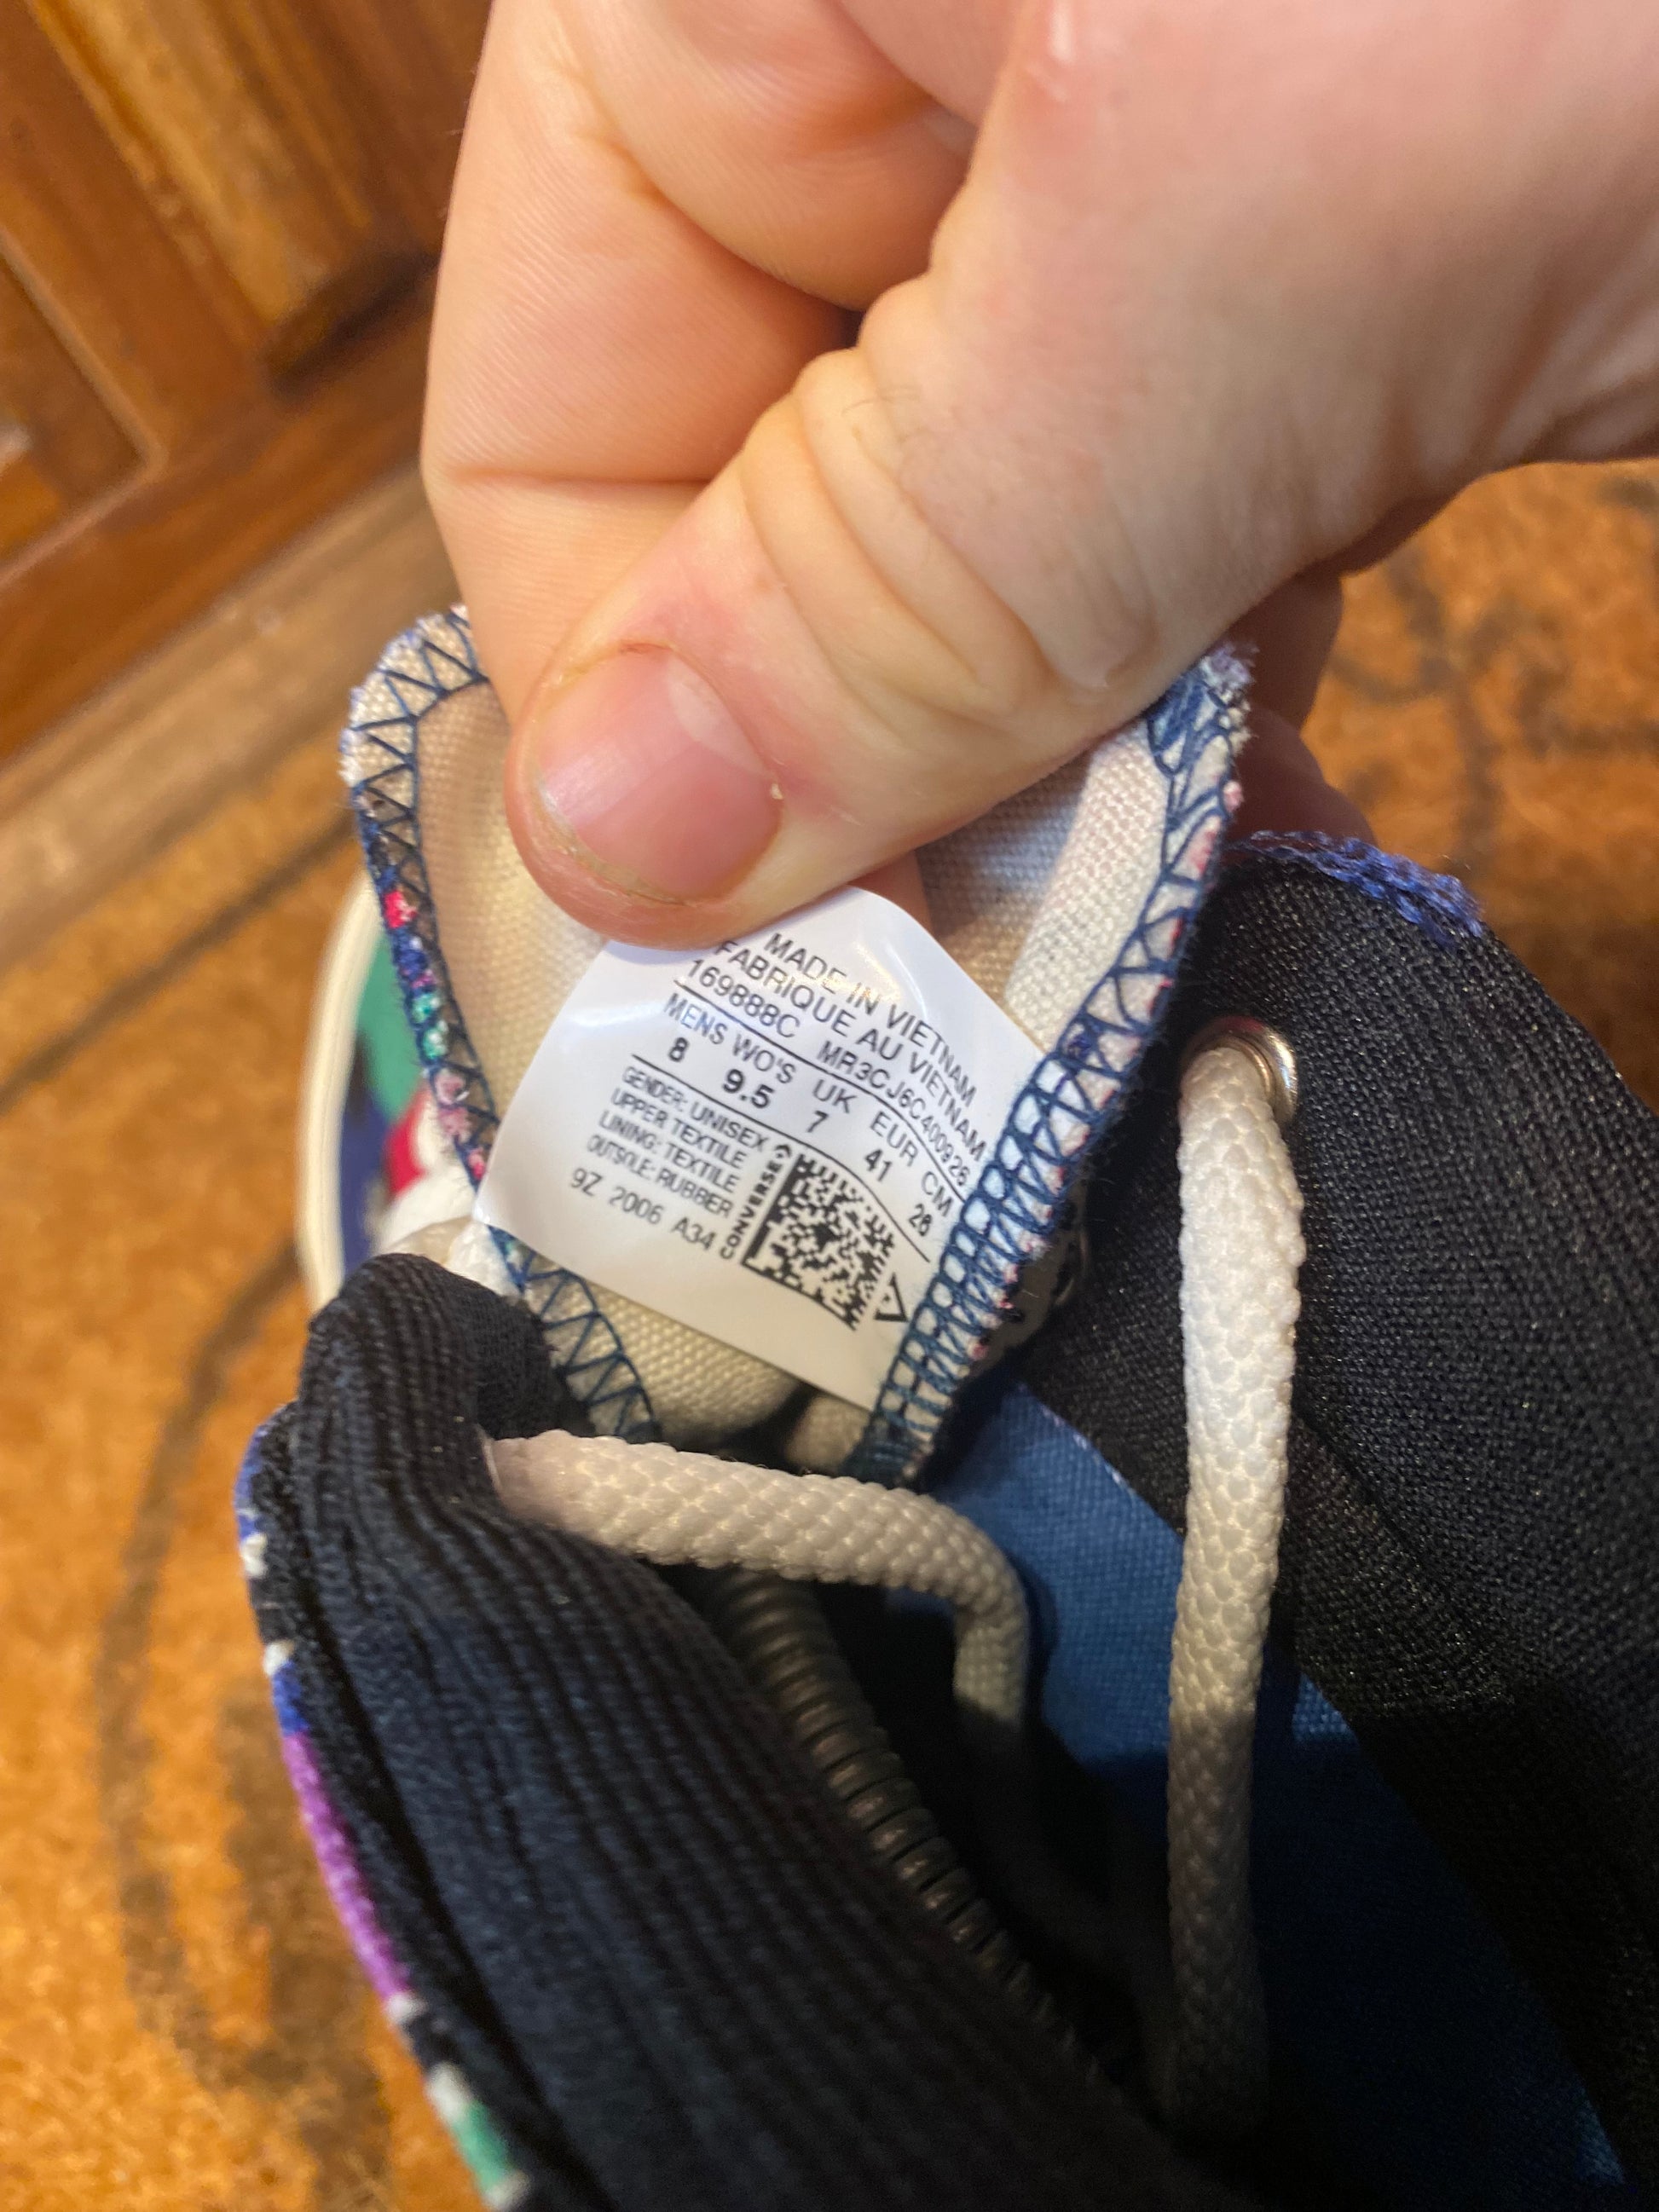 MADE IN VIETNAM
FABRIQUE AU VIETNAM
169888C MR3CJ6C400926
MENS WO'S UK EUR CM
8 9.5 7 41 26
GENDER: UNISEX
UPPER TEXTILE
LINING: TEXTILE
OUTSOLE: RUBBER
9Z 2006 A34
CONVERSE